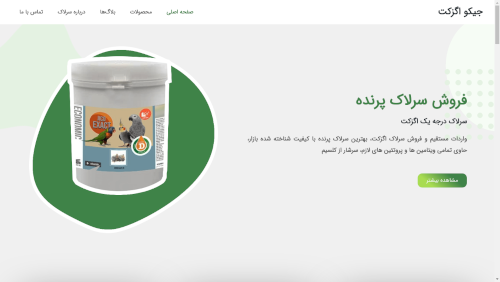 جیکو اگزکت
صفحه اصلی
محصولات
بلاگ‌ها
درباره سرلاک
تماس با ما
فروش سرلاک پرنده
سرلاک درجه یک اگزکت
واردات مستقیم و فروش سرلاک اگزکت، بهترین سرلاک پرنده با کیفیت شناخته شده بازار،
حاوی تمامی ویتامین ها و پروتئین های لازم، سرشار از کلسیم
مشاهده بیشتر
ECONOMIC
EXACT